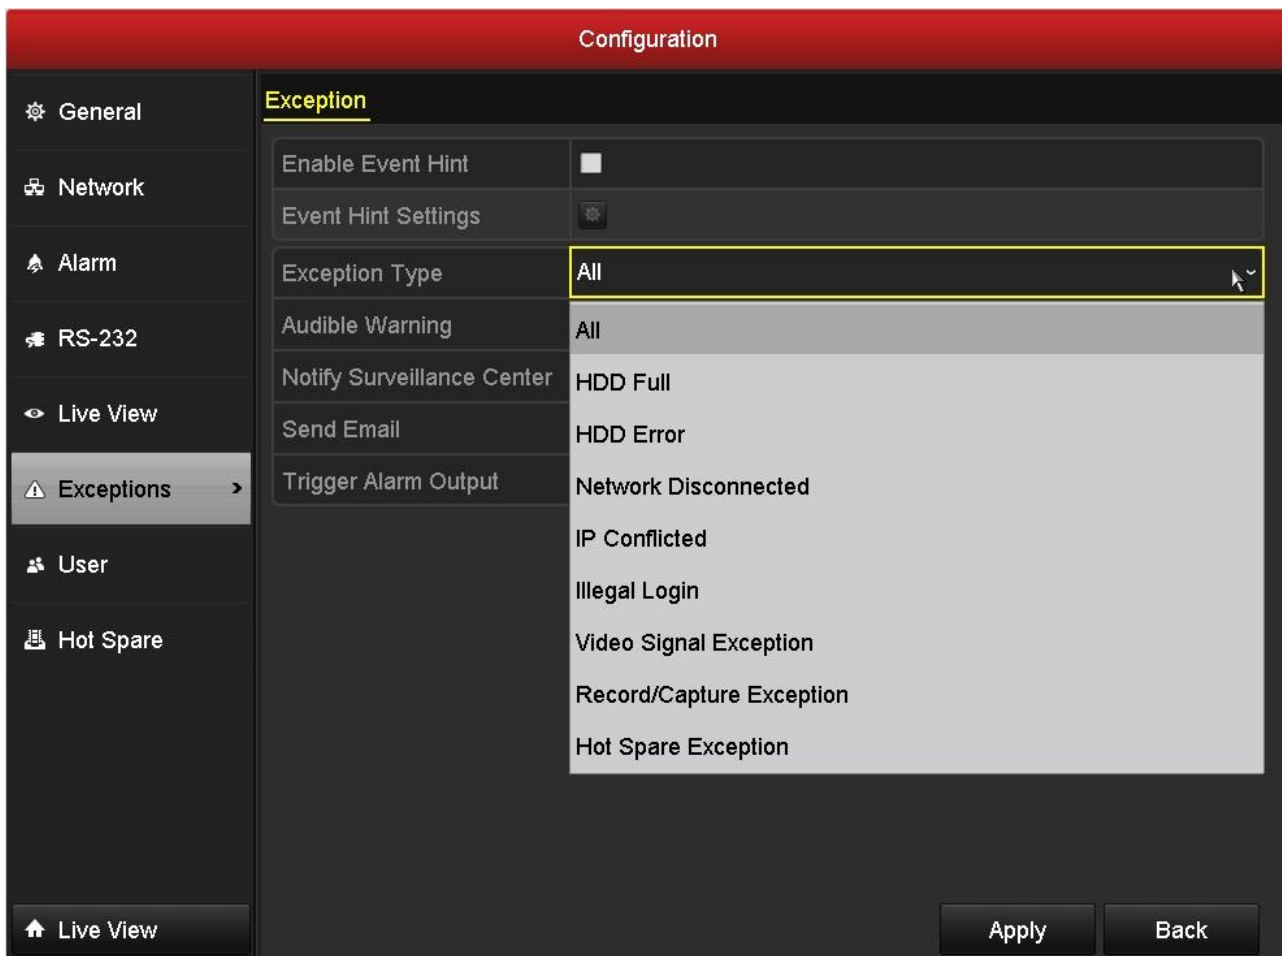 Configuration
General
Network
Alarm
RS-232
Live View
Exceptions
User
Hot Spare
Live View
Exception
Enable Event Hint
Event Hint Settings
Exception Type All
Audible Warning
Notify Surveillance Center
Send Email
Trigger Alarm Output
All
HDD Full
HDD Error
Network Disconnected
IP Conflicted
Illegal Login
Video Signal Exception
Record/Capture Exception
Hot Spare Exception
Apply Back